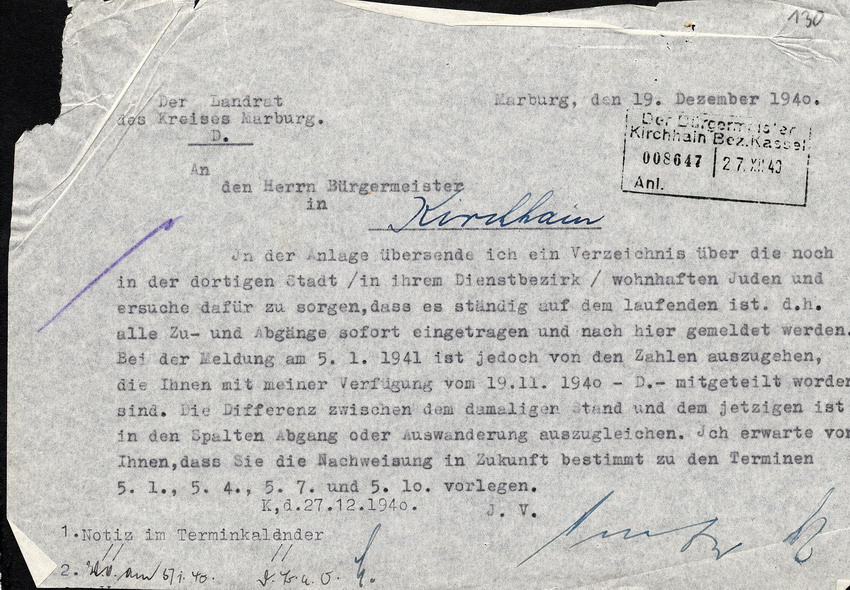 130
Der Landrat
des Kreises Marburg.
D.
Marburg, den 19. Dezember 194o.
Der Bürgermeister
Kirchhain Bez.Kassel
008647 27.XII.40
Anl.
An
den Herrn Bürgermeister
in
Kirchhain
Jn der Anlage übersende ich ein Verzeichnis über die noch
in der dortigen Stadt /in ihrem Dienstbezirk / wohnhaften Juden und
ersuche dafür zu sorgen,dass es ständig auf dem laufenden ist. d.h.
alle Zu- und Abgänge sofort eingetragen und nach hier gemeldet werden.
Bei der Meldung am 5. 1. 1941 ist jedoch von den Zahlen auszugehen,
die Ihnen mit meiner Verfügung vom 19.11. 194o - D.- mitgeteilt worden
sind. Die Differenz zwischen dem damaligen Stand und dem jetzigen ist
in den Spalten Abgang oder Auswanderung auszugleichen. Jch erwarte von
Ihnen,dass Sie die Nachweisung in Zukunft bestimmt zu den Terminen
5. 1., 5. 4., 5. 7. und 5. 1o. vorlegen.
K,d.27.12.194o.
J. V.
1.Notiz im Terminkalender
2. am